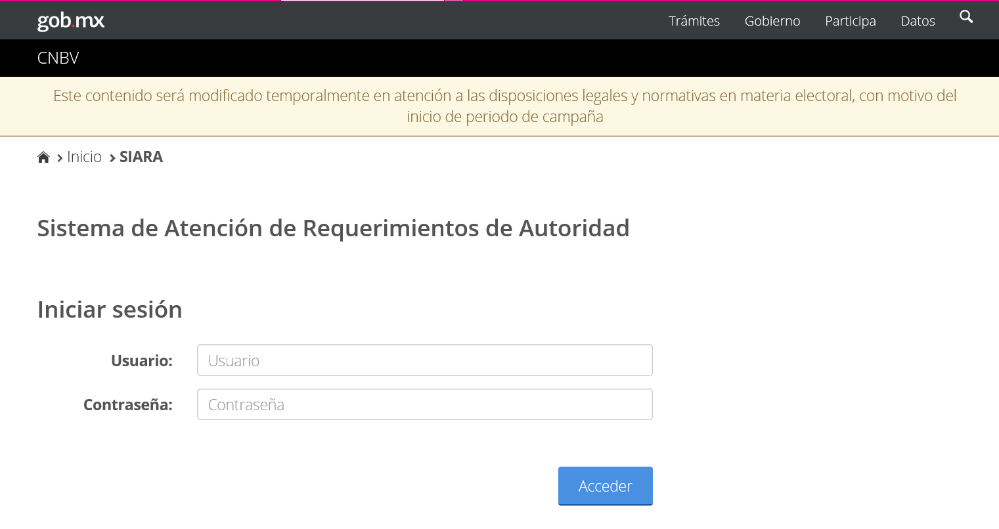 gob.mx
Trámites Gobierno Participa Datos
CNBV
Este contenido será modificado temporalmente en atención a las disposiciones legales y normativas en materia electoral, con motivo del
inicio de periodo de campaña
Inicio SIARA
Sistema de Atención de Requerimientos de Autoridad
Iniciar sesión
Usuario: Usuario
Contraseña: Contraseña
Acceder